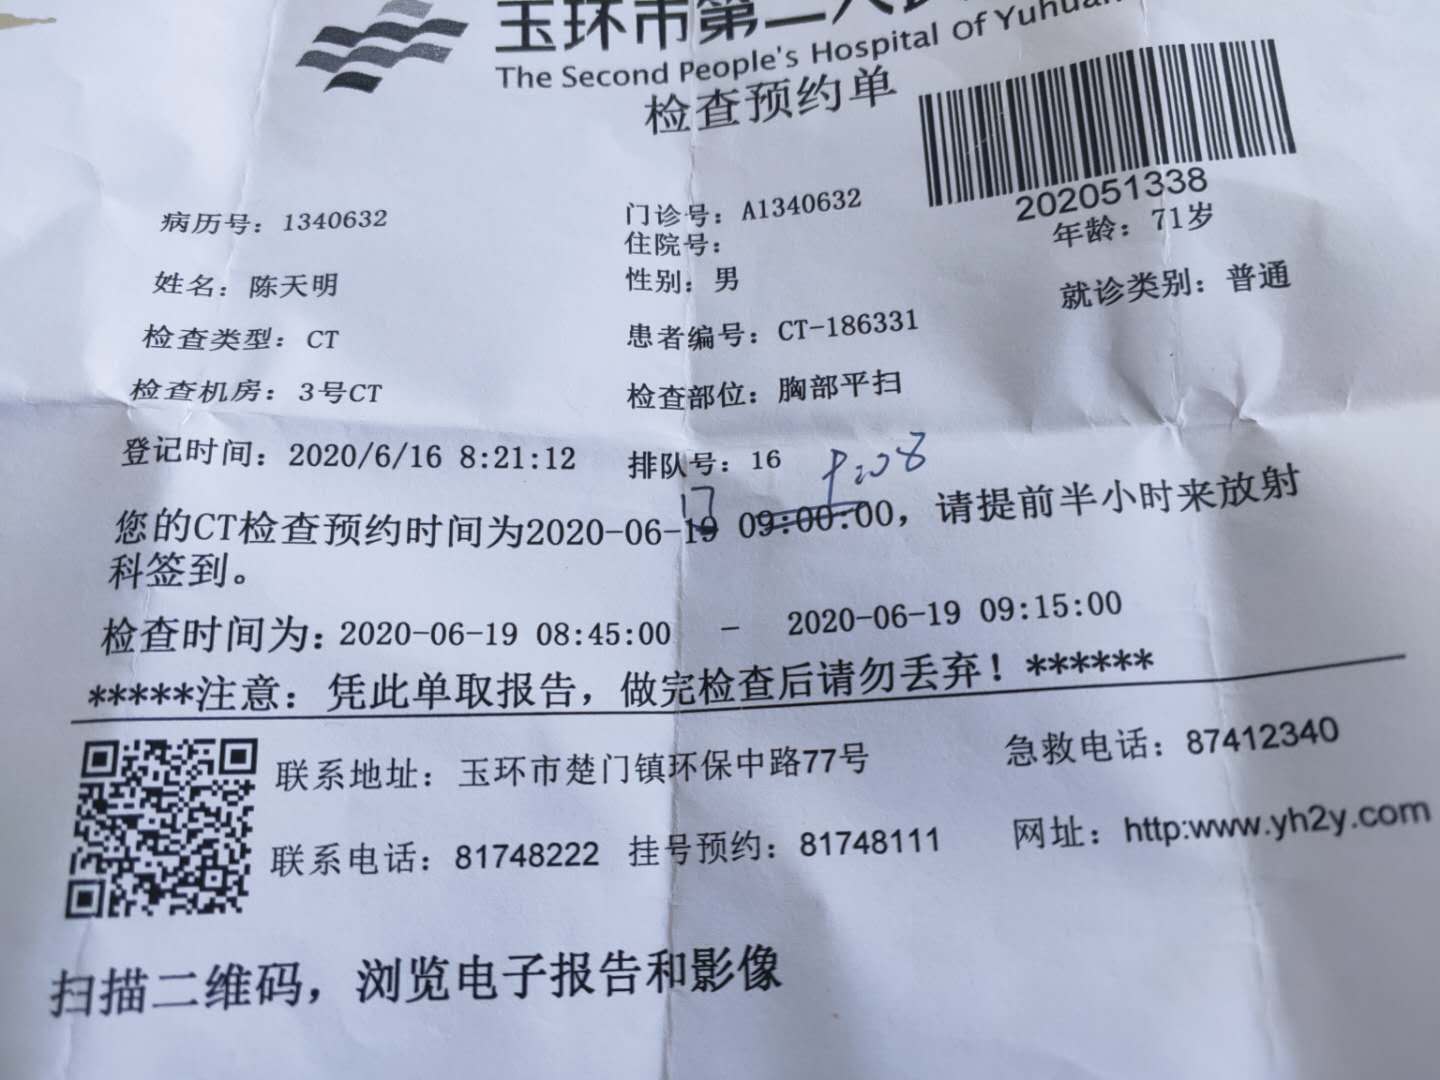 玉环市第二人民
The Second People's Hospital Of Yuhuan
检查预约单
202051338
病历号：1340632 门诊号：A1340632 年龄：71岁
住院号：
姓名：陈天明 性别：男 就诊类别：普通
检查类型：CT 患者编号：CT-186331
检查机房：3号CT 检查部位：胸部平扫
登记时间：2020/6/16 8:21:12 排队号：16
17
您的CT检查预约时间为2020-06-19 09:00:00，请提前半小时来放射
科签到。
检查时间为：2020-06-19 08:45:00 - 2020-06-19 09:15:00
*****注意：凭此单取报告，做完检查后请勿丢弃！******
联系地址：玉环市楚门镇环保中路77号 急救电话：87412340
联系电话：81748222 挂号预约：81748111 网址：http:www.yh2y.com
扫描二维码，浏览电子报告和影像